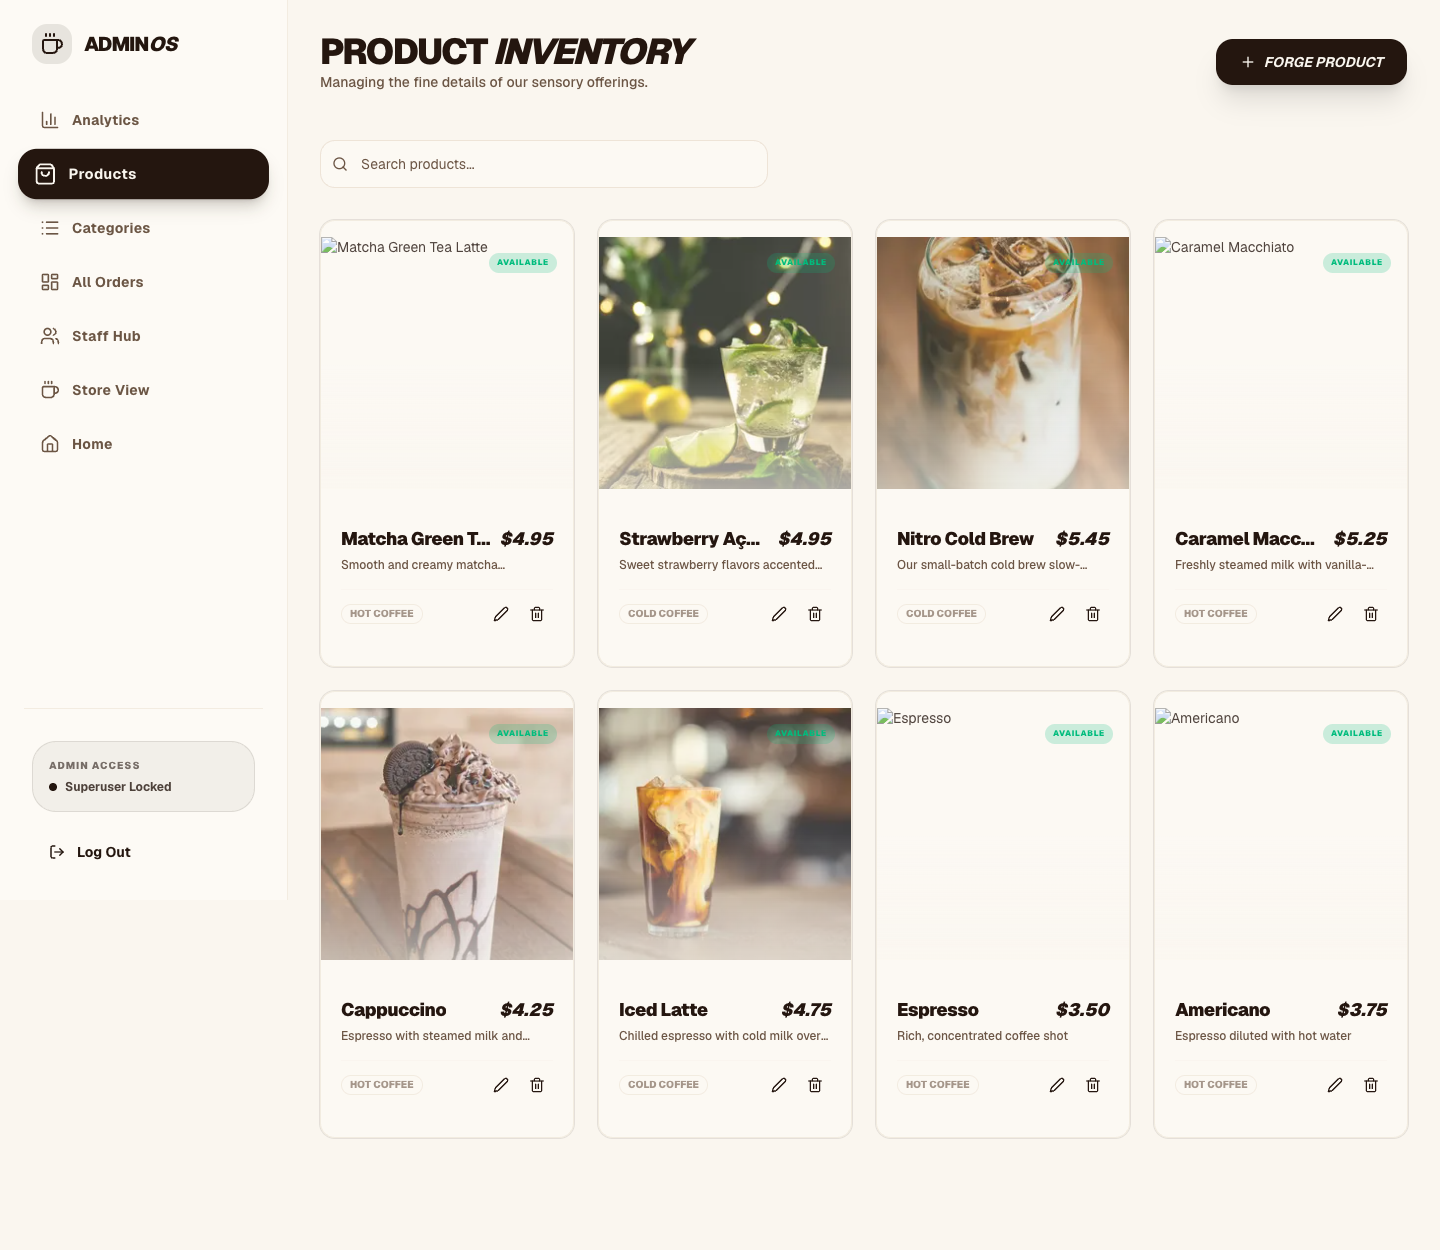 ADMINOS
Analytics
Products
Categories
All Orders
Staff Hub
Store View
Home
ADMIN ACCESS
Superuser Locked
Log Out
PRODUCT INVENTORY
Managing the fine details of our sensory offerings.
FORGE PRODUCT
Search products...
Matcha Green Tea Latte
AVAILABLE
Matcha Green T... $4.95
Smooth and creamy matcha...
HOT COFFEE
AVAILABLE
Strawberry Aç... $4.95
Sweet strawberry flavors accented...
COLD COFFEE
AVAILABLE
Nitro Cold Brew $5.45
Our small-batch cold brew slow-...
COLD COFFEE
Caramel Macchiato
AVAILABLE
Caramel Macc... $5.25
Freshly steamed milk with vanilla-...
HOT COFFEE
AVAILABLE
Cappuccino $4.25
Espresso with steamed milk and...
HOT COFFEE
AVAILABLE
Iced Latte $4.75
Chilled espresso with cold milk over...
COLD COFFEE
Espresso
AVAILABLE
Espresso $3.50
Rich, concentrated coffee shot
HOT COFFEE
Americano
AVAILABLE
Americano $3.75
Espresso diluted with hot water
HOT COFFEE